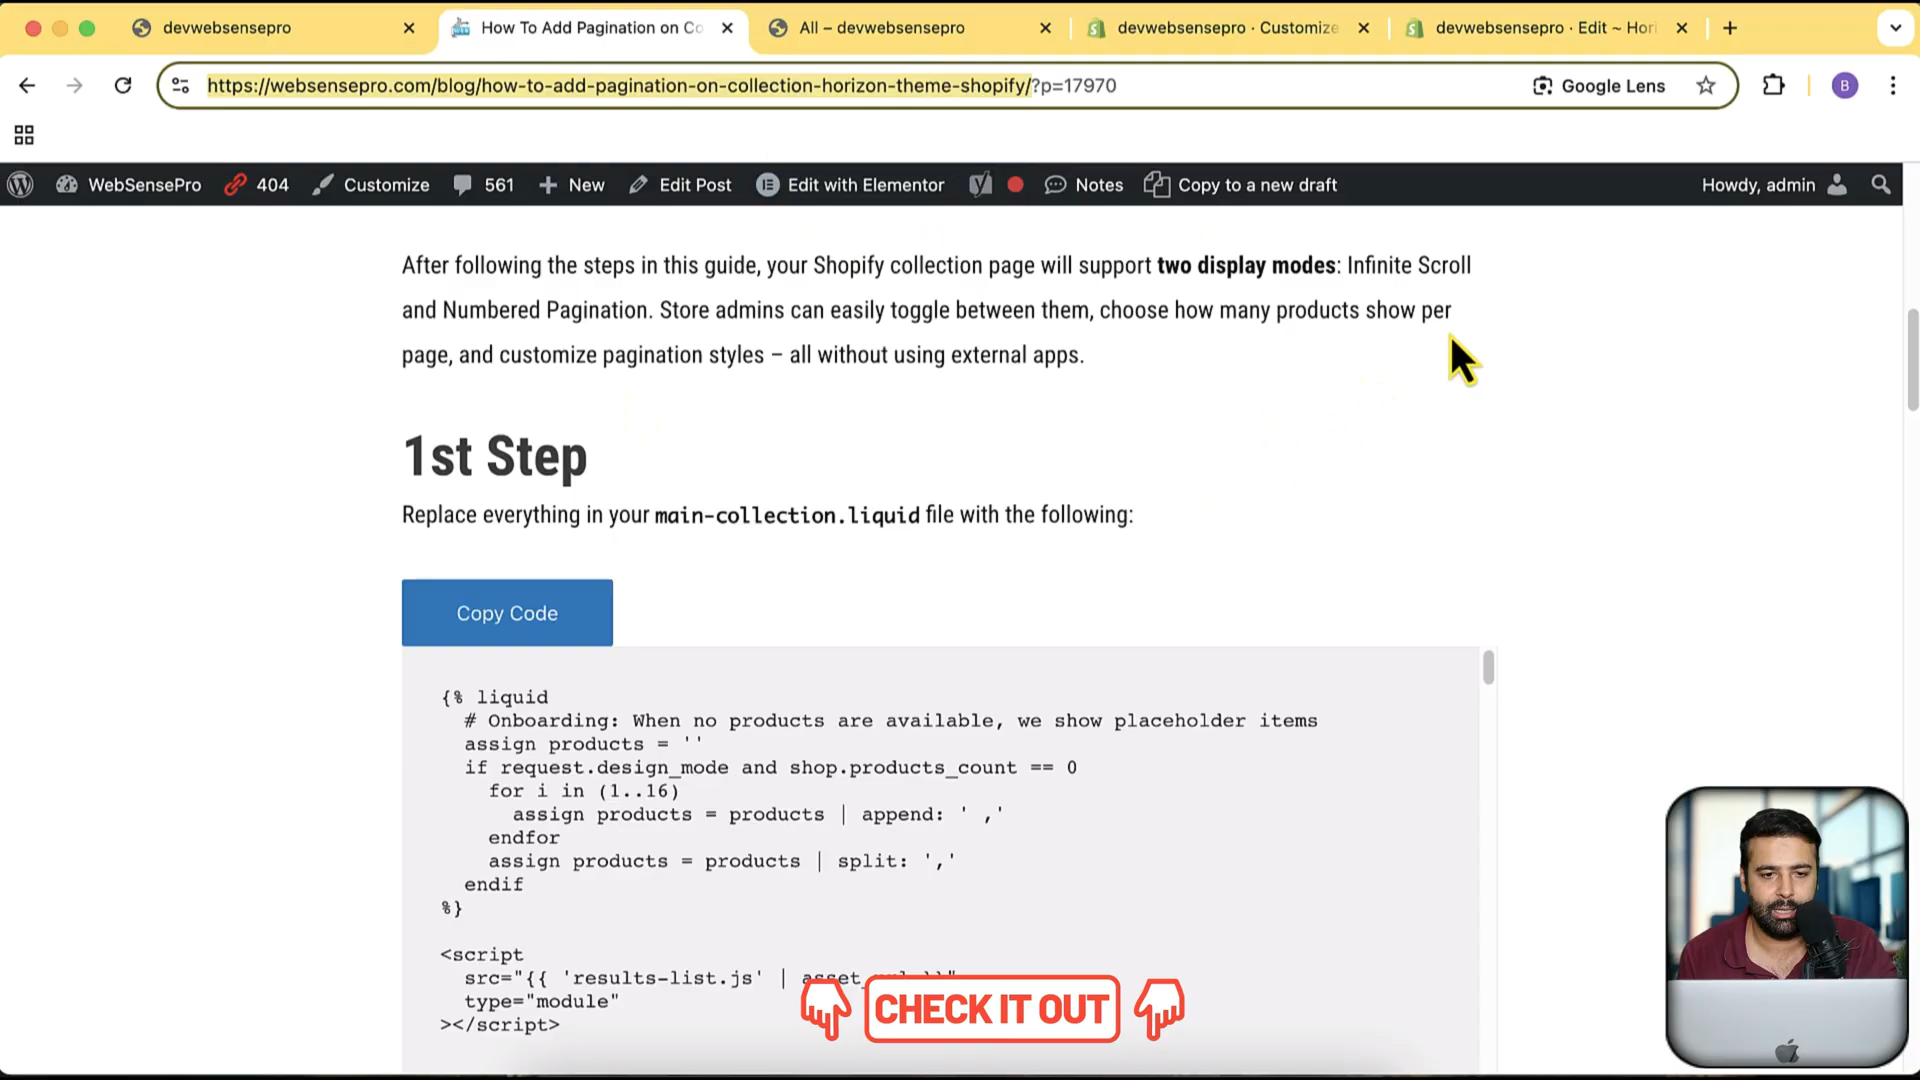 devwebsensepro
How To Add Pagination on Co
All – devwebsensepro
devwebsensepro · Customize
devwebsensepro · Edit ~ Hori
https://websensepro.com/blog/how-to-add-pagination-on-collection-horizon-theme-shopify/?p=17970
Google Lens
B
WebSensePro
404
Customize
561
New
Edit Post
Edit with Elementor
Notes
Copy to a new draft
Howdy, admin
After following the steps in this guide, your Shopify collection page will support two display modes: Infinite Scroll
and Numbered Pagination. Store admins can easily toggle between them, choose how many products show per
page, and customize pagination styles – all without using external apps.
1st Step
Replace everything in your main-collection.liquid file with the following:
Copy Code
{% liquid
# Onboarding: When no products are available, we show placeholder items
assign products = ''
if request.design_mode and shop.products_count == 0
for i in (1..16)
assign products = products | append: ' ,'
endfor
assign products = products | split: ','
endif
%}
<script
src="{{ 'results-list.js' | asset_url }}"
type="module"
></script>
CHECK IT OUT